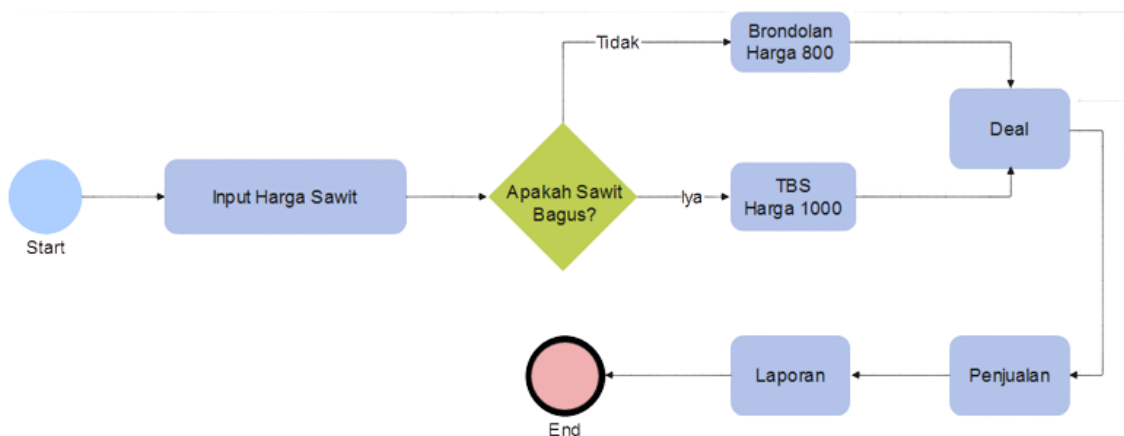 Start
Input Harga Sawit
Apakah Sawit
Bagus?
Tidak
Brondolan
Harga 800
Iya
TBS
Harga 1000
Deal
Penjualan
Laporan
End